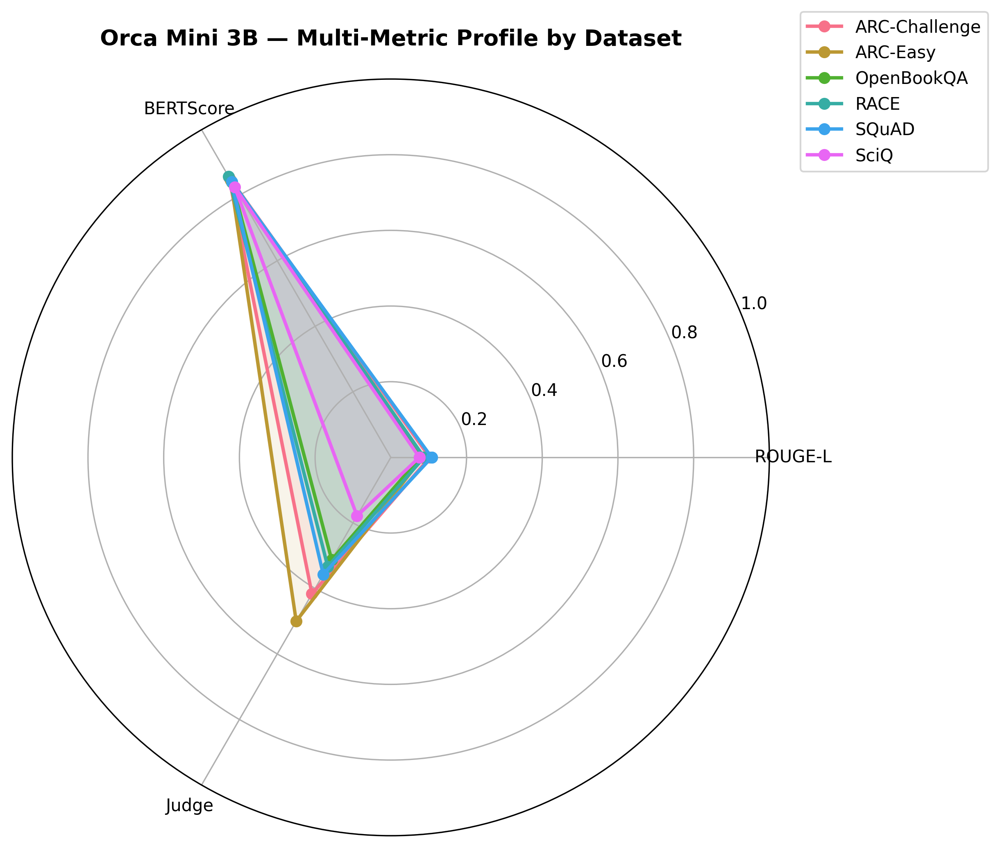 Orca Mini 3B — Multi-Metric Profile by Dataset
ARC-Challenge
ARC-Easy
OpenBookQA
RACE
SQuAD
SciQ
BERTScore
1.0
0.8
0.6
0.4
0.2
ROUGE-L
Judge